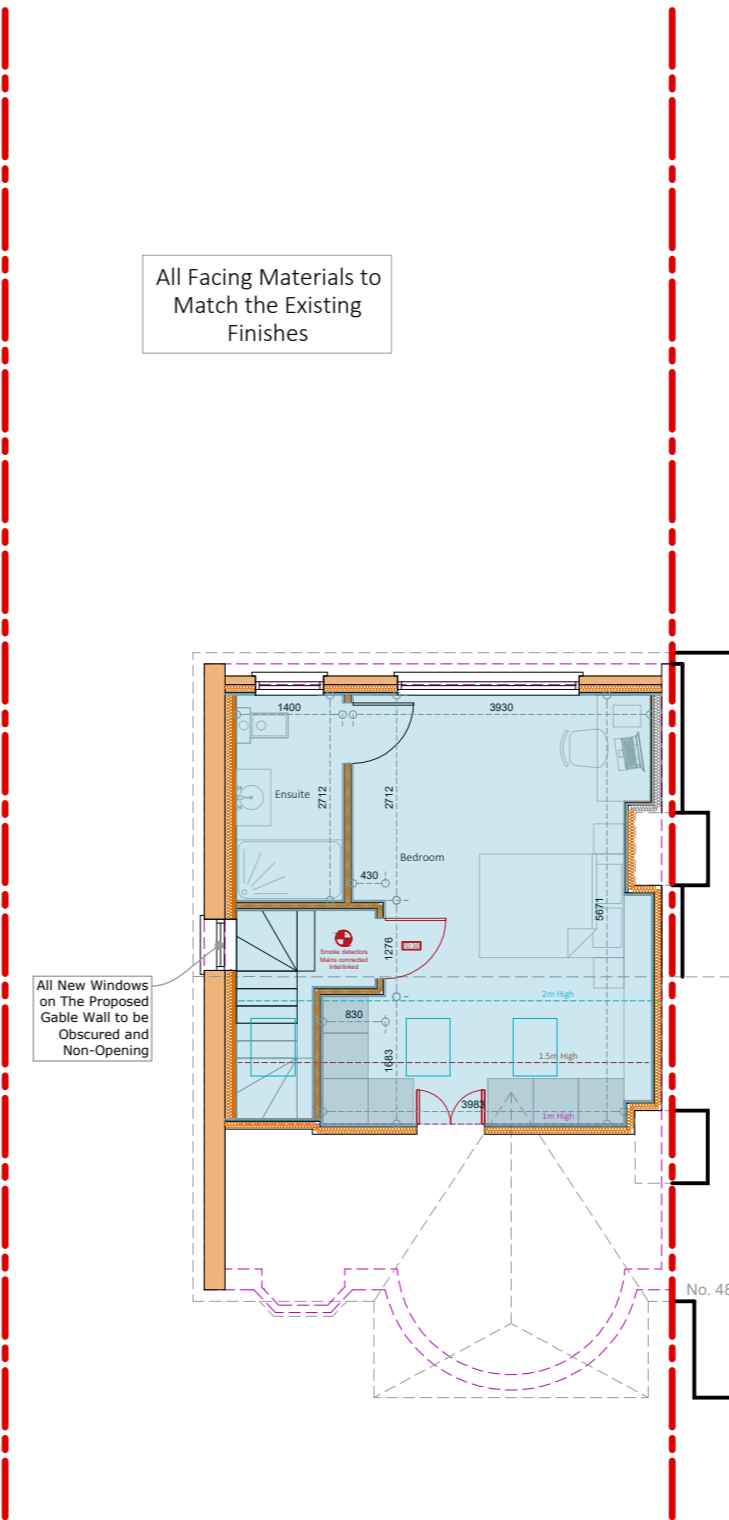 All Facing Materials to
Match the Existing
Finishes
1400
3930
Ensuite
2712
2712
Bedroom
430
5671
1276
Smoke detectors
Mains connected
Interlinked
All New Windows
on The Proposed
Gable Wall to be
Obscured and
Non-Opening
2m High
830
1683
1.5m High
3983
1m High
No. 48